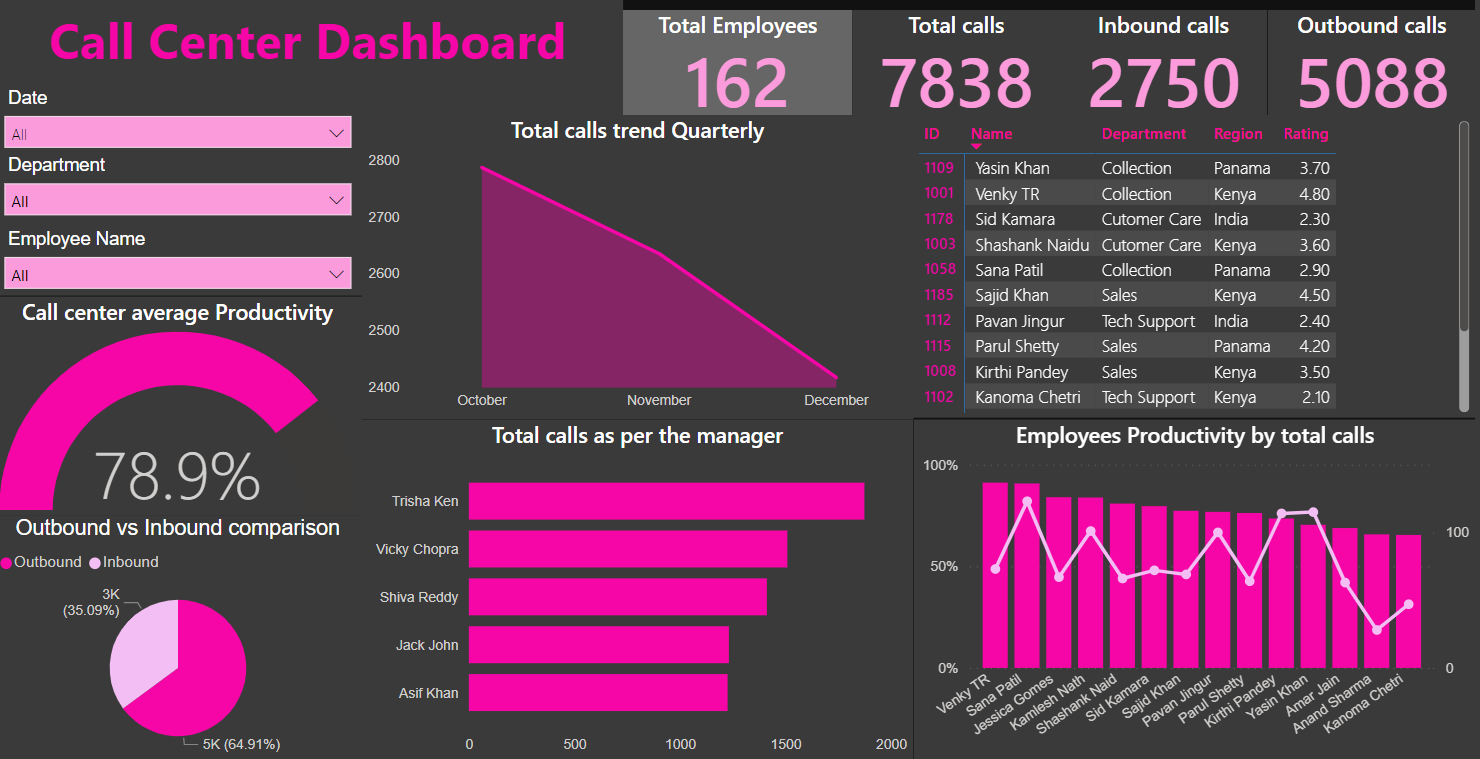 Call Center Dashboard
Total Employees
162
Total calls
7838
Inbound calls
2750
Outbound calls
5088
Date
All
Department
All
Employee Name
All
Call center average Productivity
78.9%
Outbound vs Inbound comparison
Outbound Inbound
3K
(35.09%)
5K (64.91%)
Total calls trend Quarterly
2800
2700
2600
2500
2400
October November December
Total calls as per the manager
Trisha Ken
Vicky Chopra
Shiva Reddy
Jack John
Asif Khan
0 500 1000 1500 2000
ID Name Department Region Rating
1109 Yasin Khan Collection Panama 3.70
1001 Venky TR Collection Kenya 4.80
1178 Sid Kamara Cutomer Care India 2.30
1003 Shashank Naidu Cutomer Care Kenya 3.60
1058 Sana Patil Collection Panama 2.90
1185 Sajid Khan Sales Kenya 4.50
1112 Pavan Jingur Tech Support India 2.40
1115 Parul Shetty Sales Panama 4.20
1008 Kirthi Pandey Sales Kenya 3.50
1102 Kanoma Chetri Tech Support Kenya 2.10
Employees Productivity by total calls
100%
50%
0%
100
0
Venky TR
Sana Patil
Jessica Gomes
Kamlesh Nath
Shashank Naid
Sid Kamara
Sajid Khan
Pavan Jingur
Parul Shetty
Kirthi Pandey
Yasin Khan
Amar Jain
Anand Sharma
Kanoma Chetri